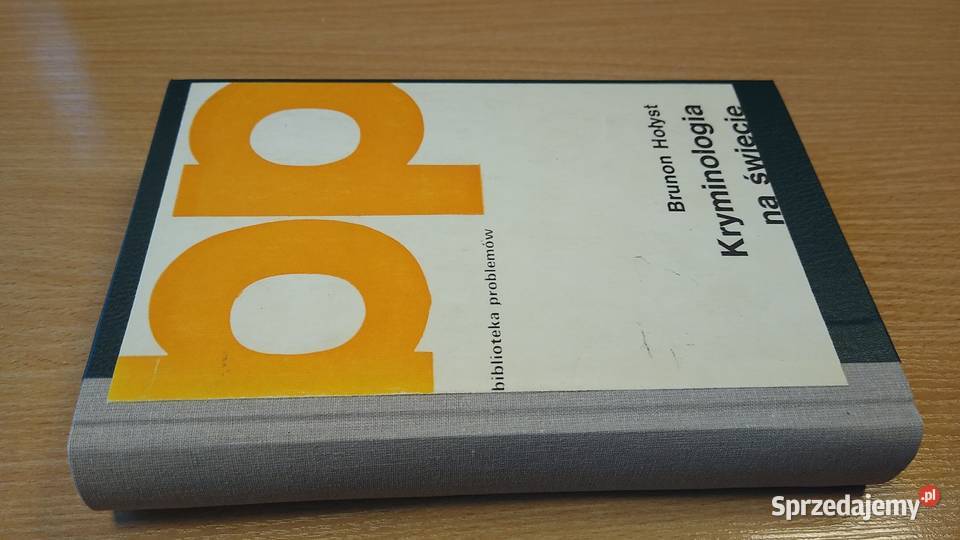 Brunon Hołyst
Kryminologia
na świecie
bp
biblioteka problemów
Sprzedajemy.pl